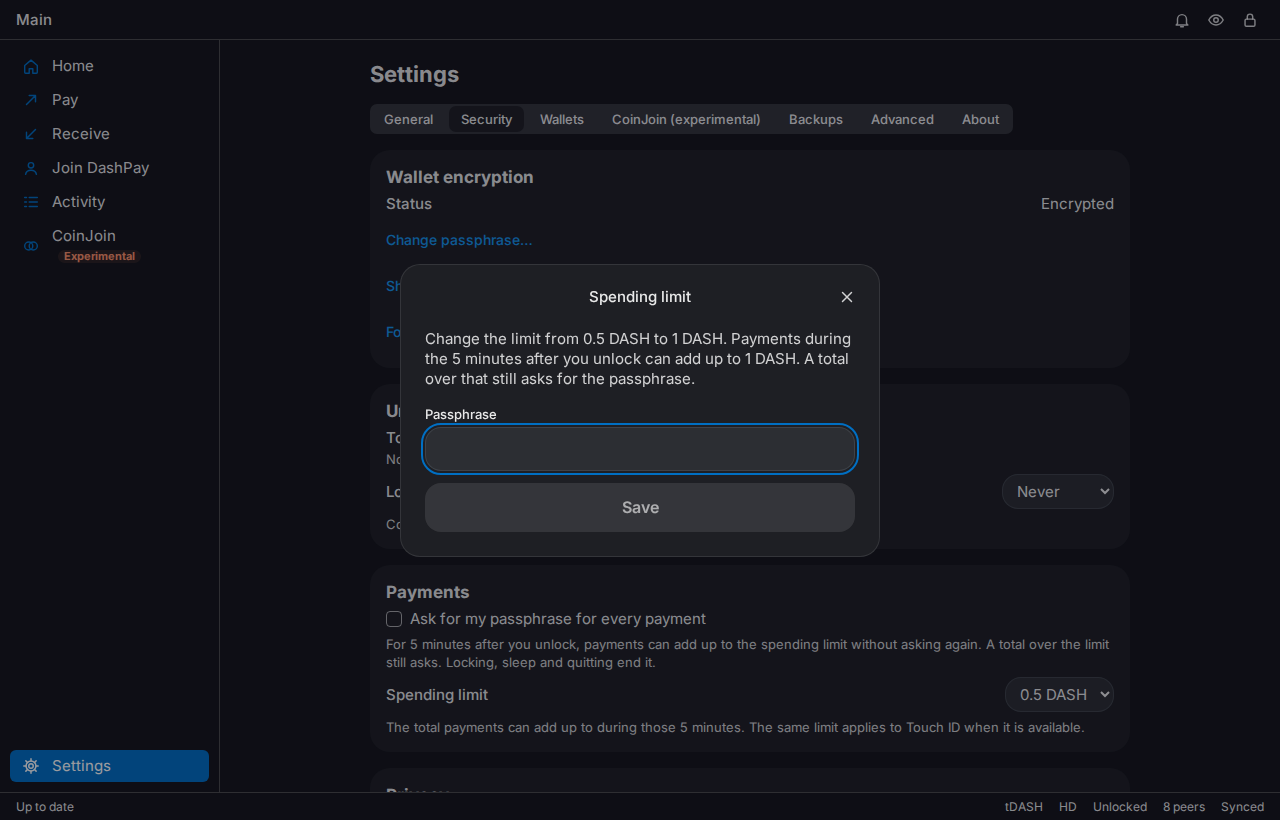 Main
Home
Pay
Receive
Join DashPay
Activity
CoinJoin
Experimental
Settings
Settings
General Security Wallets CoinJoin (experimental) Backups Advanced About
Wallet encryption
Status Encrypted
Change passphrase...
Spending limit
Change the limit from 0.5 DASH to 1 DASH. Payments during
the 5 minutes after you unlock can add up to 1 DASH. A total
over that still asks for the passphrase.
Passphrase
Save
Never
Payments
Ask for my passphrase for every payment
For 5 minutes after you unlock, payments can add up to the spending limit without asking again. A total over the limit
still asks. Locking, sleep and quitting end it.
Spending limit 0.5 DASH
The total payments can add up to during those 5 minutes. The same limit applies to Touch ID when it is available.
Up to date tDASH HD Unlocked 8 peers Synced